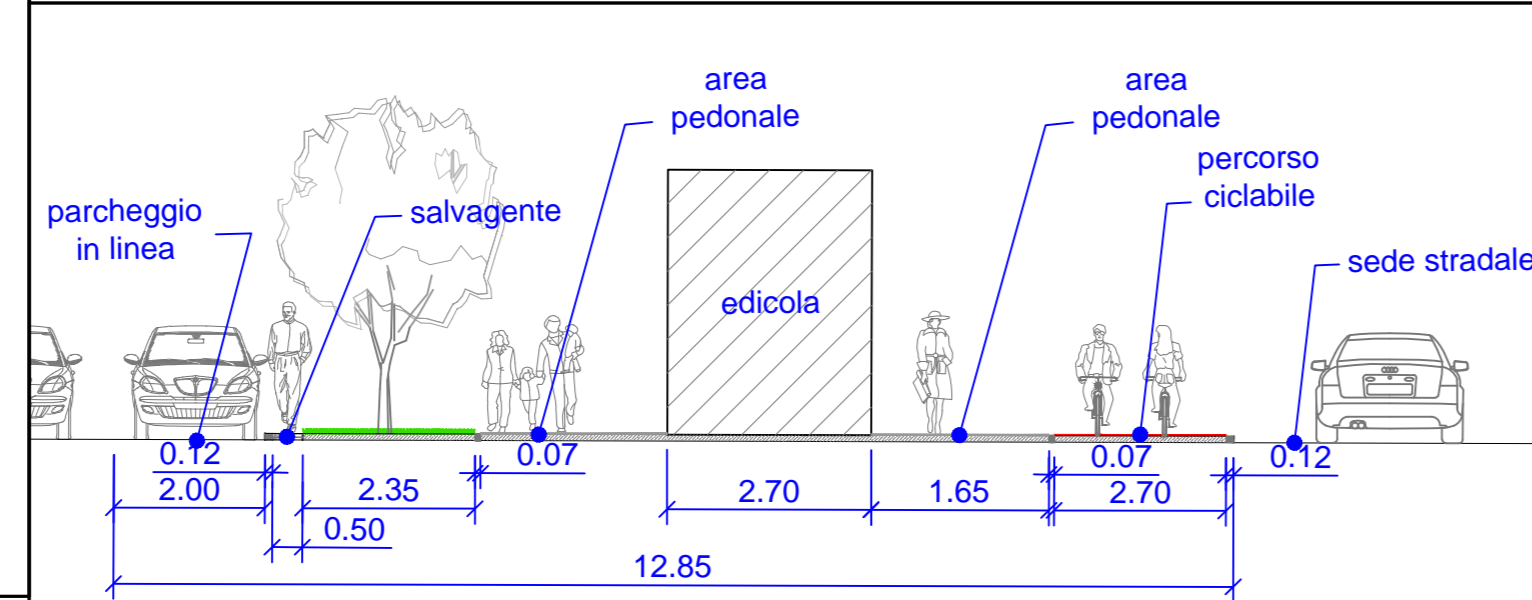 area
pedonale
area
pedonale
percorso
ciclabile
parcheggio
in linea
salvagente
sede stradale
edicola
0.12
0.07
0.07
0.12
2.00
2.35
2.70
1.65
2.70
0.50
12.85